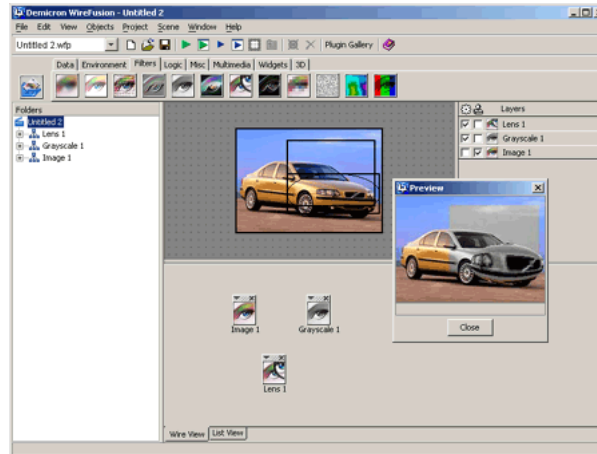 Demicron WireFusion - Untitled 2
File Edit View Objects Project Scene Window Help
Untitled 2.wfp Plugin Gallery
Data Environment Filters Logic Misc Multimedia Widgets 3D
Folders
Untitled 2
Lens 1
Grayscale 1
Image 1
Layers
Lens 1
Grayscale 1
Image 1
Preview
Close
Image 1 Grayscale 1
Lens 1
Wire View List View